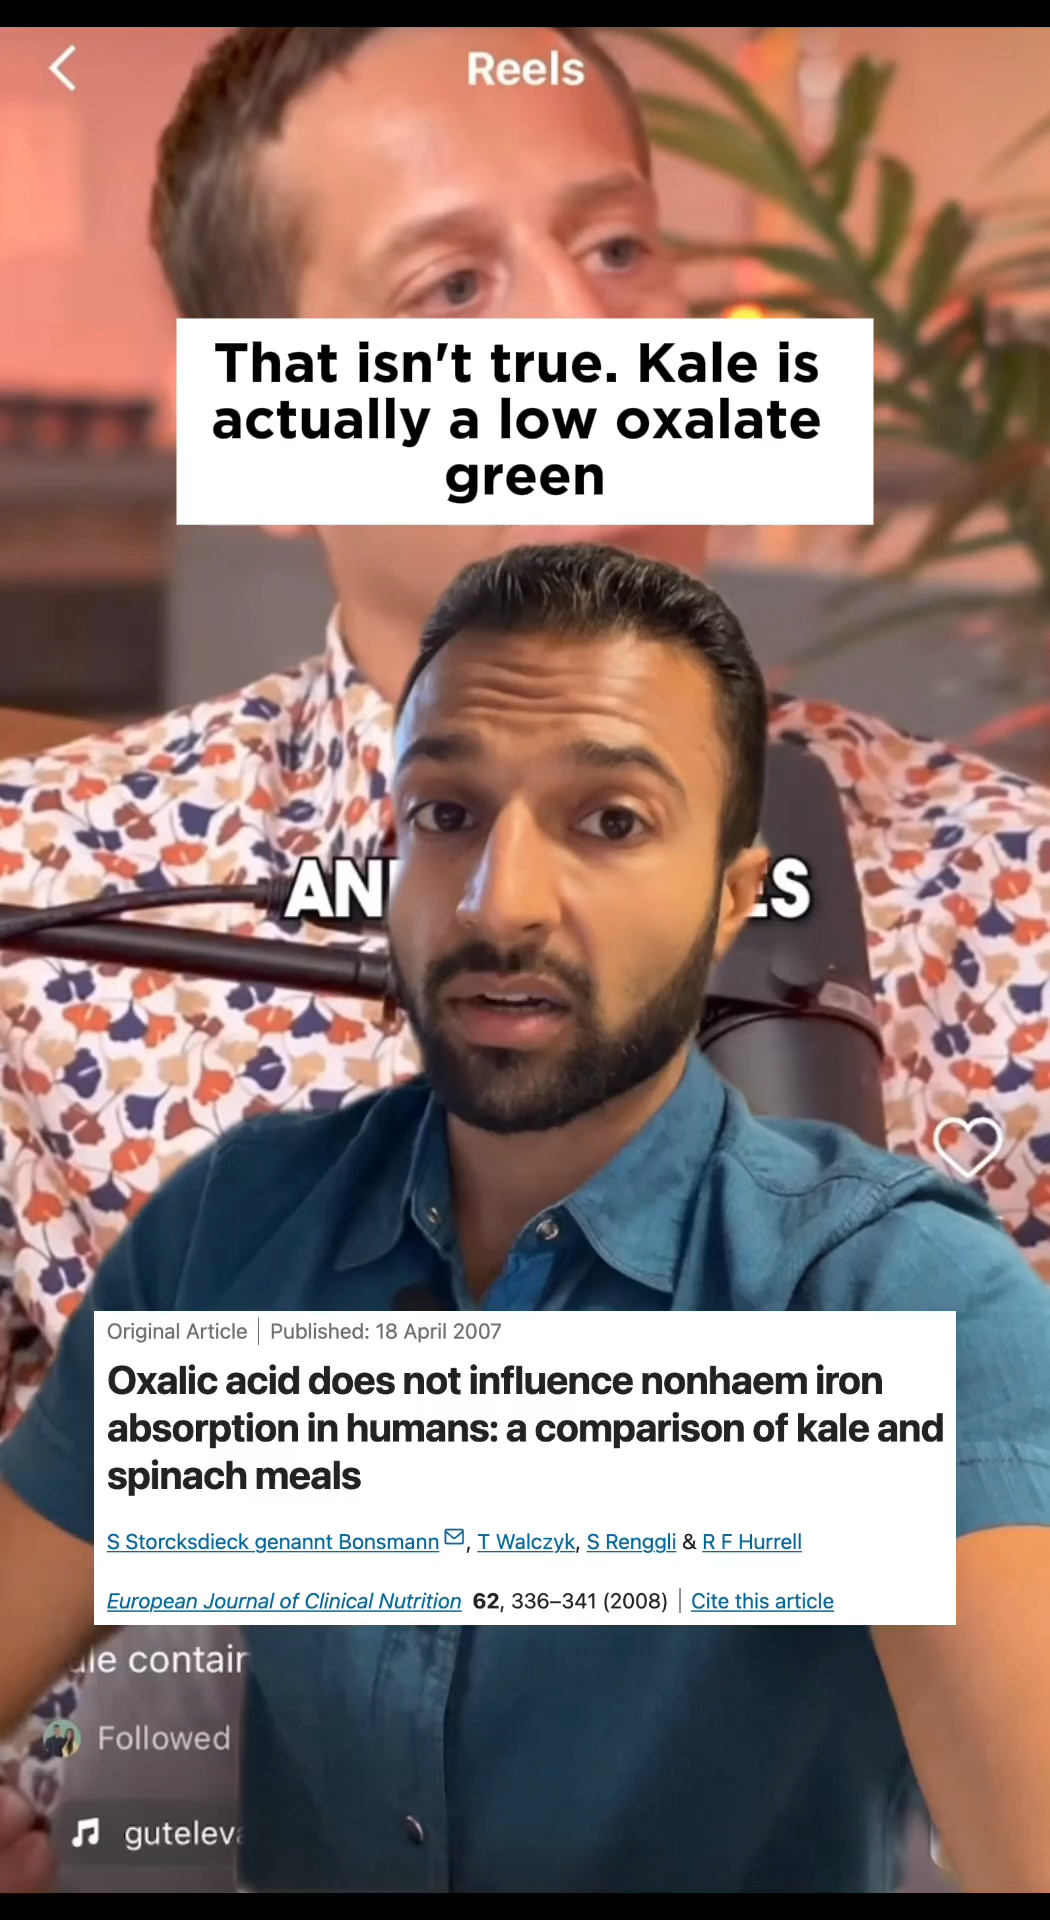 Reels
That isn't true. Kale is
actually a low oxalate
green
Original Article | Published: 18 April 2007
Oxalic acid does not influence nonhaem iron
absorption in humans: a comparison of kale and
spinach meals
S Storcksdieck genannt Bonsmann, T Walczyk, S Renggli & R F Hurrell
European Journal of Clinical Nutrition 62, 336–341 (2008) | Cite this article
Followed